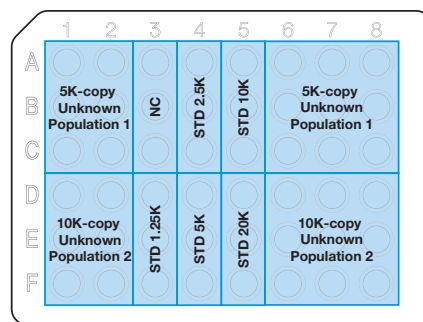 1 2 3 4 5 6 7 8
A
B
C
D
E
F
5K-copy
Unknown
Population 1
NC
STD 2.5K
STD 10K
5K-copy
Unknown
Population 1
10K-copy
Unknown
Population 2
STD 1.25K
STD 5K
STD 20K
10K-copy
Unknown
Population 2